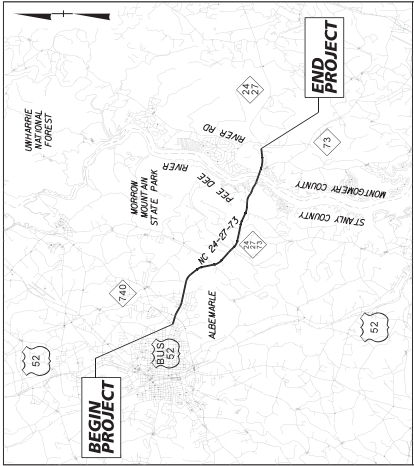 UNHARRIE
NATIONAL
FOREST
52
BEGIN
PROJECT
740
MORROW
MOUNTAIN
STATE PARK
BUS
52
PEE DEE
RIVER
RIVER RD
ALBEMARLE
NC 24-27-73
24
27
73
24
27
END
PROJECT
STANLY COUNTY
MONTGOMERY COUNTY
73
52